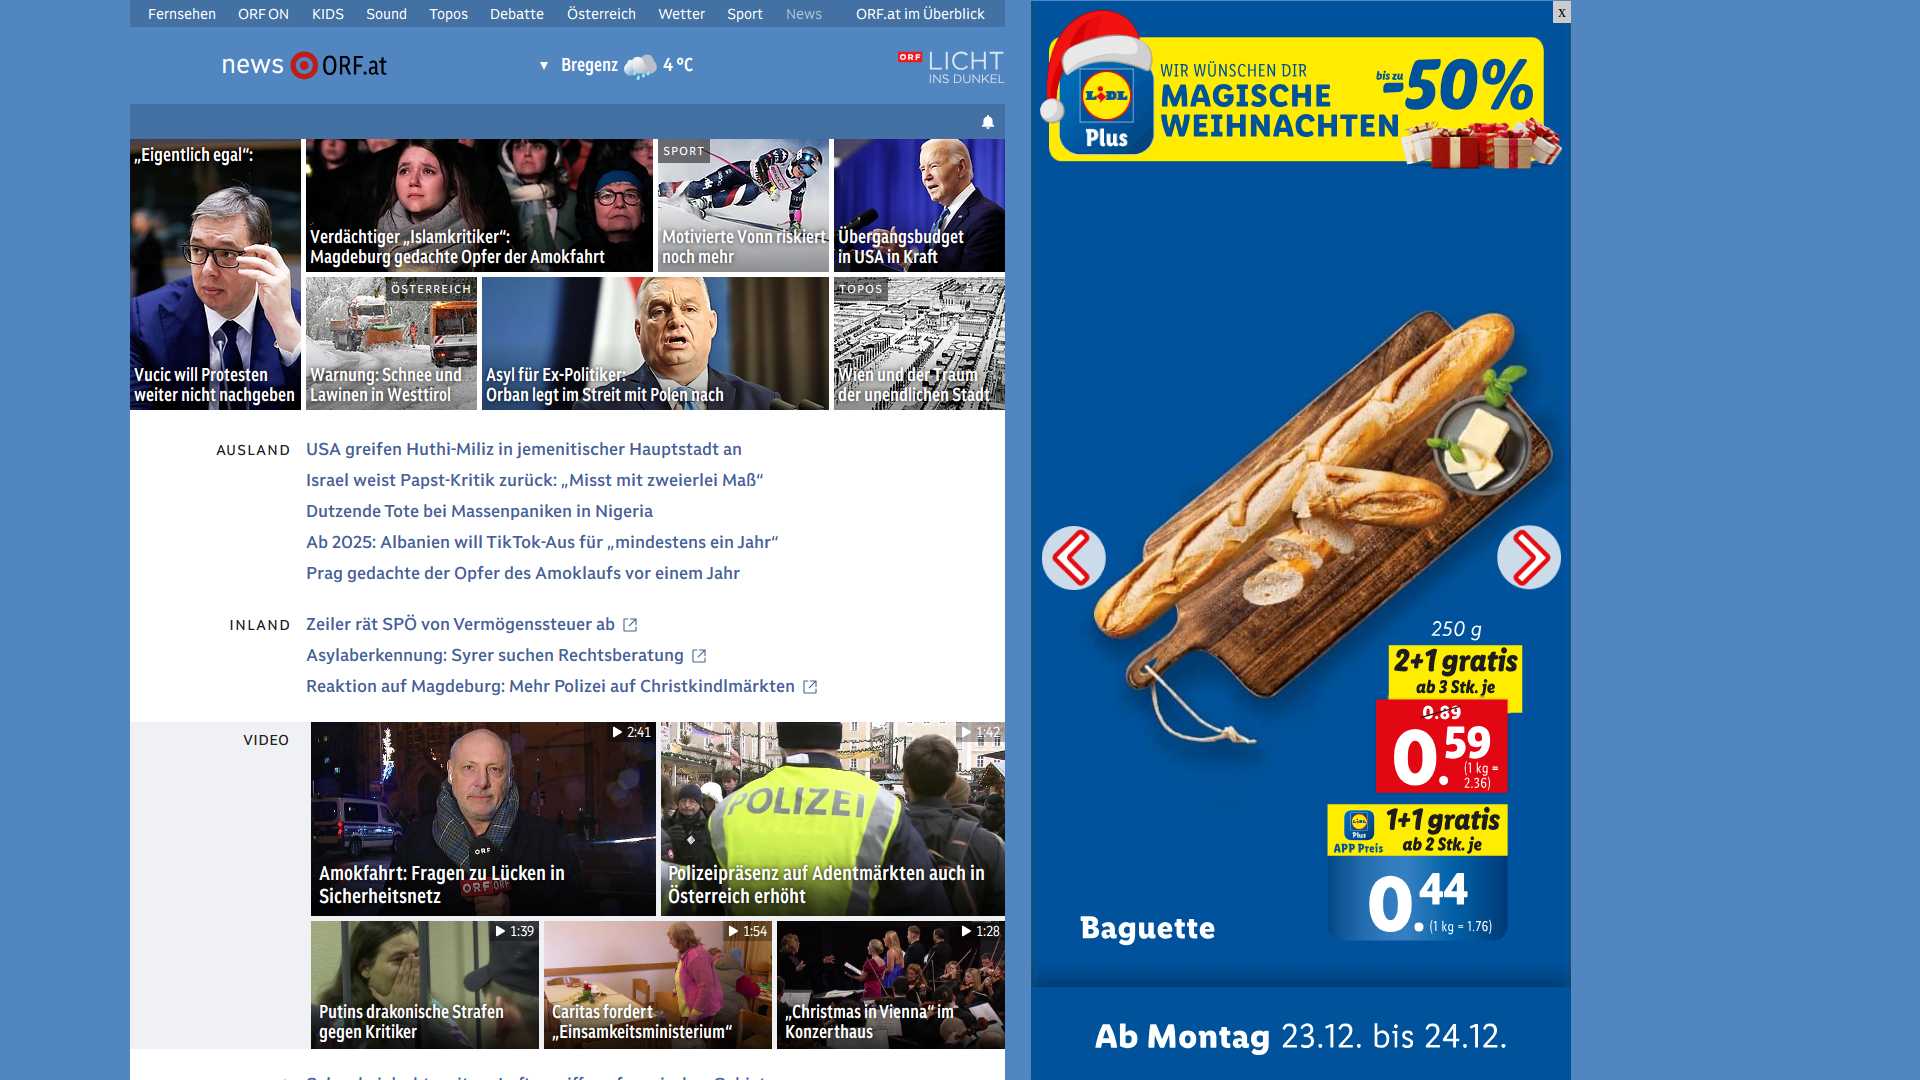 Fernsehen ORF ON KIDS Sound Topos Debatte Österreich Wetter Sport News ORF.at im Überblick
news ORF.at
▼ Bregenz 4 °C
ORF LICHT
INS DUNKEL
„Eigentlich egal“:
Vucic will Protesten
weiter nicht nachgeben
Verdächtiger „Islamkritiker“:
Magdeburg gedachte Opfer der Amokfahrt
SPORT
Motivierte Vonn riskiert
noch mehr
Übergangsbudget
in USA in Kraft
ÖSTERREICH
Warnung: Schnee und
Lawinen in Westtirol
Asyl für Ex-Politiker:
Orban legt im Streit mit Polen nach
TOPOS
Wien und der Traum
der unendlichen Stadt
AUSLAND
USA greifen Huthi-Miliz in jemenitischer Hauptstadt an
Israel weist Papst-Kritik zurück: „Misst mit zweierlei Maß“
Dutzende Tote bei Massenpaniken in Nigeria
Ab 2025: Albanien will TikTok-Aus für „mindestens ein Jahr“
Prag gedachte der Opfer des Amoklaufs vor einem Jahr
INLAND
Zeiler rät SPÖ von Vermögenssteuer ab
Asylaberkennung: Syrer suchen Rechtsberatung
Reaktion auf Magdeburg: Mehr Polizei auf Christkindlmärkten
VIDEO
2:41
ORF
ORF ORF
Amokfahrt: Fragen zu Lücken in
Sicherheitsnetz
1:42
POLIZEI
Polizeipräsenz auf Adentmärkten auch in
Österreich erhöht
1:39
Putins drakonische Strafen
gegen Kritiker
1:54
Caritas fordert
„Einsamkeitsministerium“
1:28
„Christmas in Vienna“ im
Konzerthaus
x
LIDL
Plus
WIR WÜNSCHEN DIR
MAGISCHE
WEIHNACHTEN
bis zu
-50%
250 g
2+1 gratis
ab 3 Stk. je
0.89
0.59
(1 kg =
2.36)
LIDL
Plus
APP Preis
1+1 gratis
ab 2 Stk. je
0.44
(1 kg = 1.76)
Baguette
Ab Montag 23.12. bis 24.12.